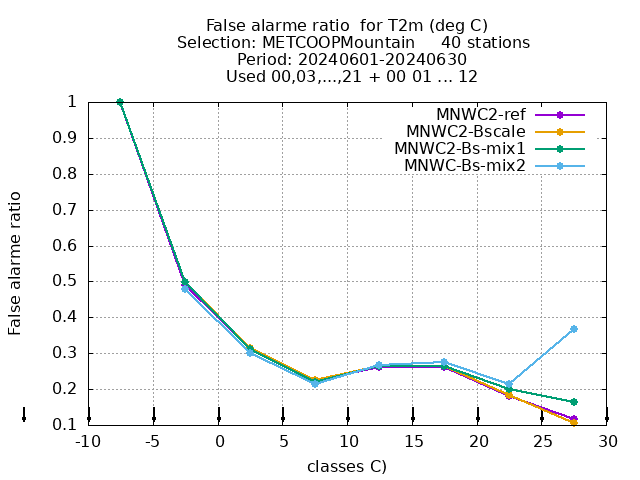 False alarme ratio  for T2m (deg C)
Selection: METCOOPMountain     40 stations
Period: 20240601-20240630
Used 00,03,...,21 + 00 01 ... 12
MNWC2-ref
MNWC2-Bscale
MNWC2-Bs-mix1
MNWC-Bs-mix2
False alarme ratio
1
0.9
0.8
0.7
0.6
0.5
0.4
0.3
0.2
0.1
-10 -5 0 5 10 15 20 25 30
classes C)